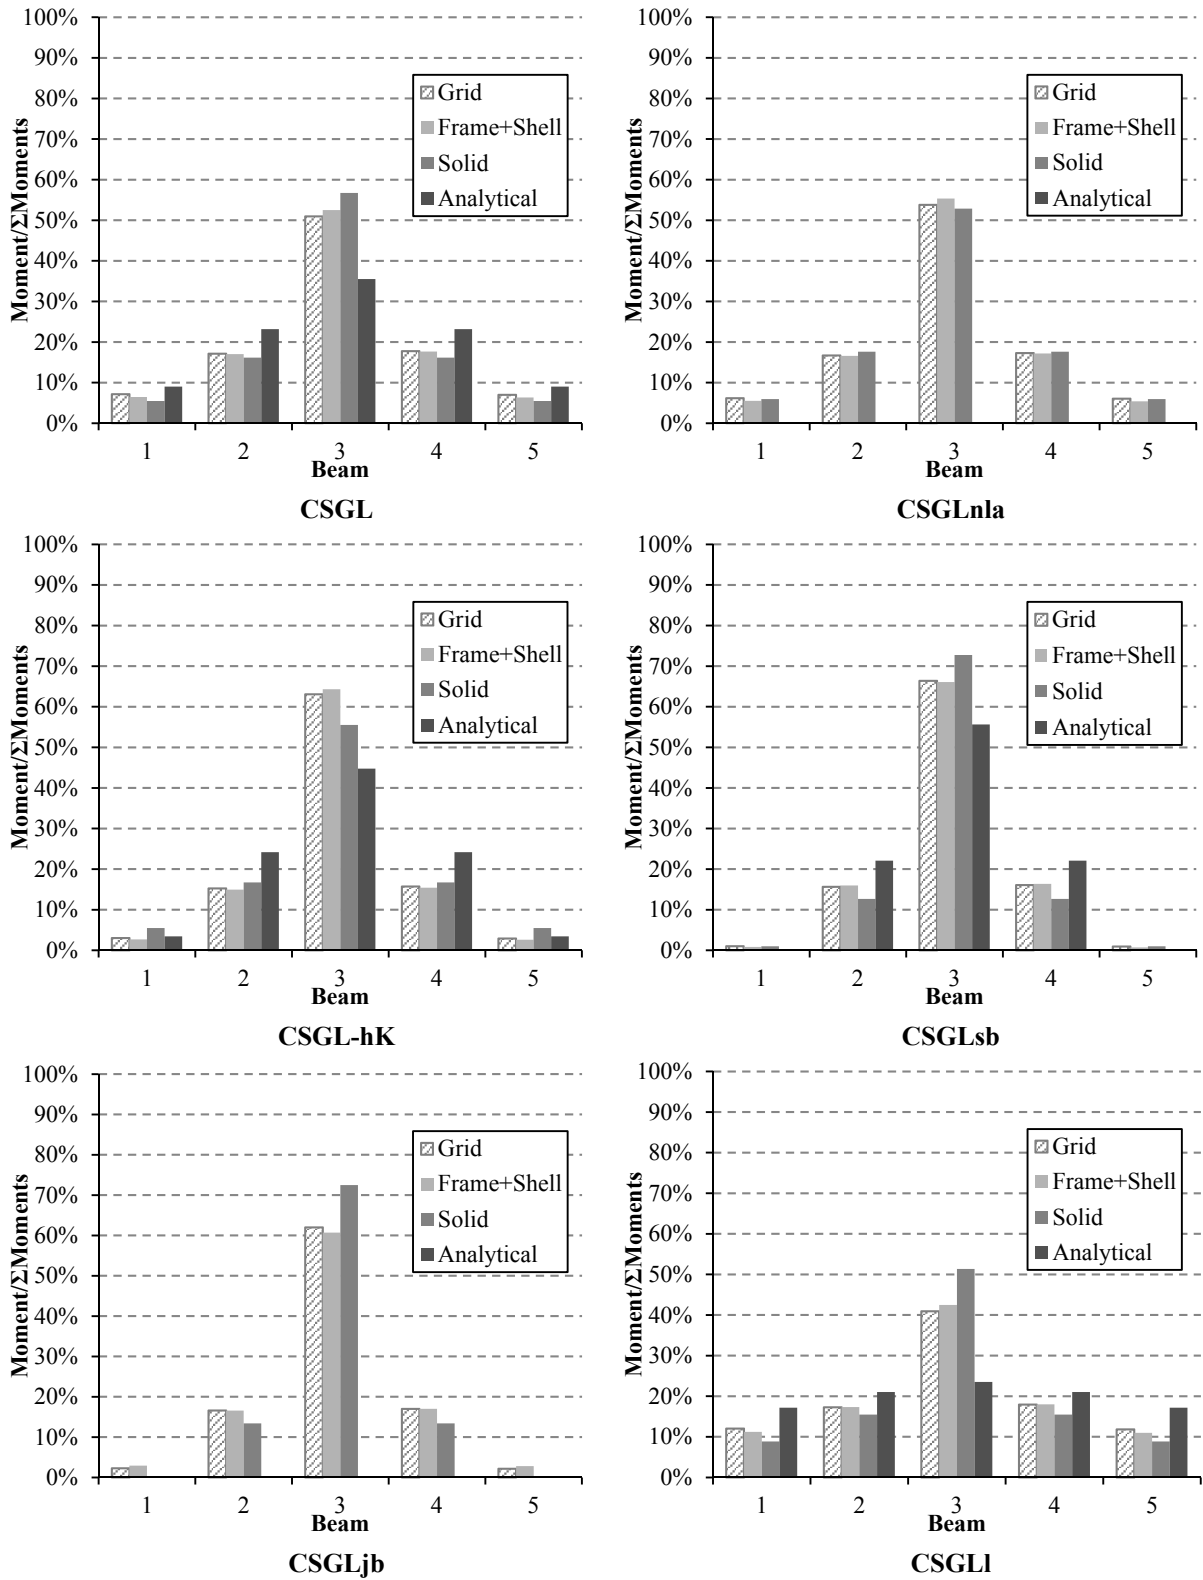 100%
90%
80%
70%
60%
50%
40%
30%
20%
10%
0%
Moment/ΣMoments
Grid
Frame+Shell
Solid
Analytical
1 2 3 4 5
Beam
CSGL
100%
90%
80%
70%
60%
50%
40%
30%
20%
10%
0%
Moment/ΣMoments
Grid
Frame+Shell
Solid
Analytical
1 2 3 4 5
Beam
CSGLnla
100%
90%
80%
70%
60%
50%
40%
30%
20%
10%
0%
Moment/ΣMoments
Grid
Frame+Shell
Solid
Analytical
1 2 3 4 5
Beam
CSGL-hK
100%
90%
80%
70%
60%
50%
40%
30%
20%
10%
0%
Moment/ΣMoments
Grid
Frame+Shell
Solid
Analytical
1 2 3 4 5
Beam
CSGLsb
100%
90%
80%
70%
60%
50%
40%
30%
20%
10%
0%
Moment/ΣMoments
Grid
Frame+Shell
Solid
Analytical
1 2 3 4 5
Beam
CSGLjb
100%
90%
80%
70%
60%
50%
40%
30%
20%
10%
0%
Moment/ΣMoments
Grid
Frame+Shell
Solid
Analytical
1 2 3 4 5
Beam
CSGLl